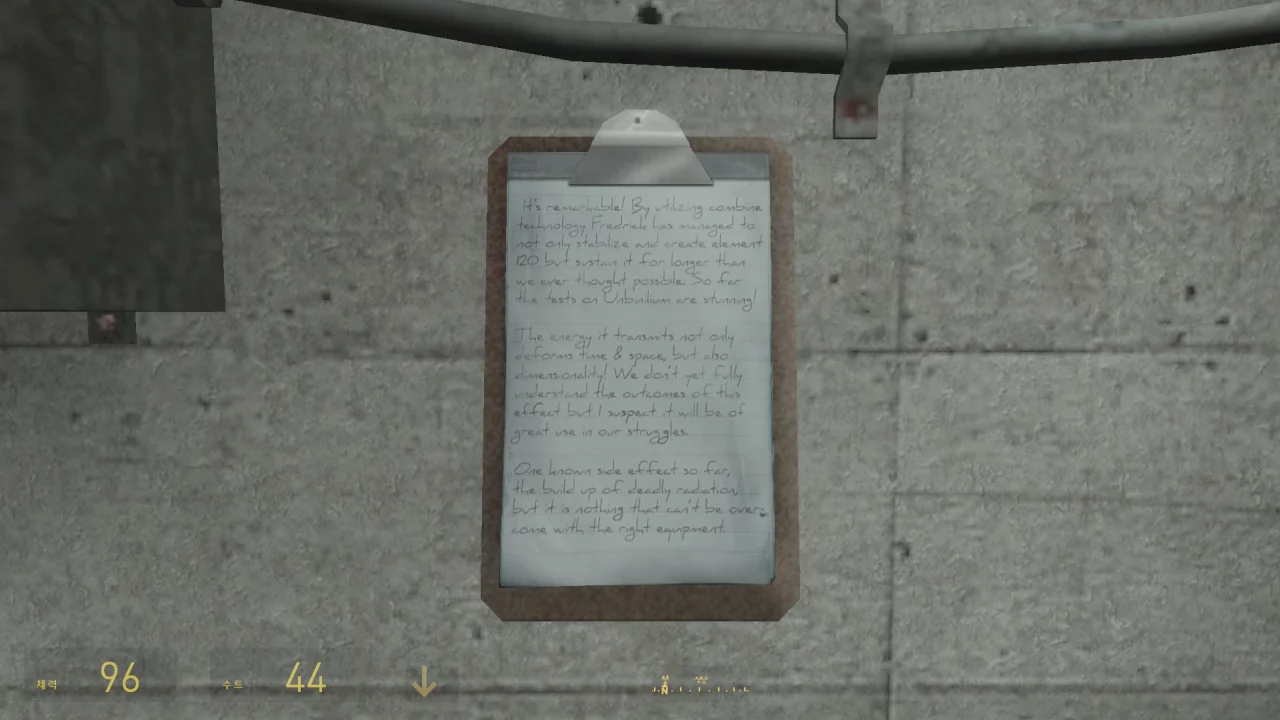 It's remarkable! By utilizing combine
technology Fredrick has managed to
not only stabilize and create element
120 but sustain it for longer than
we ever thought possible. So far
the tests on Unbinilium are stunning!
The energy it transmits not only
deforms time & space, but also
dimensionality! We don't yet fully
understand the outcomes of this
effect but I suspect it will be of
great use in our struggles.
One known side effect so far,
the build up of deadly radiation,
but it is nothing that can't be over-
come with the right equipment.
체력 96
수트 44
N